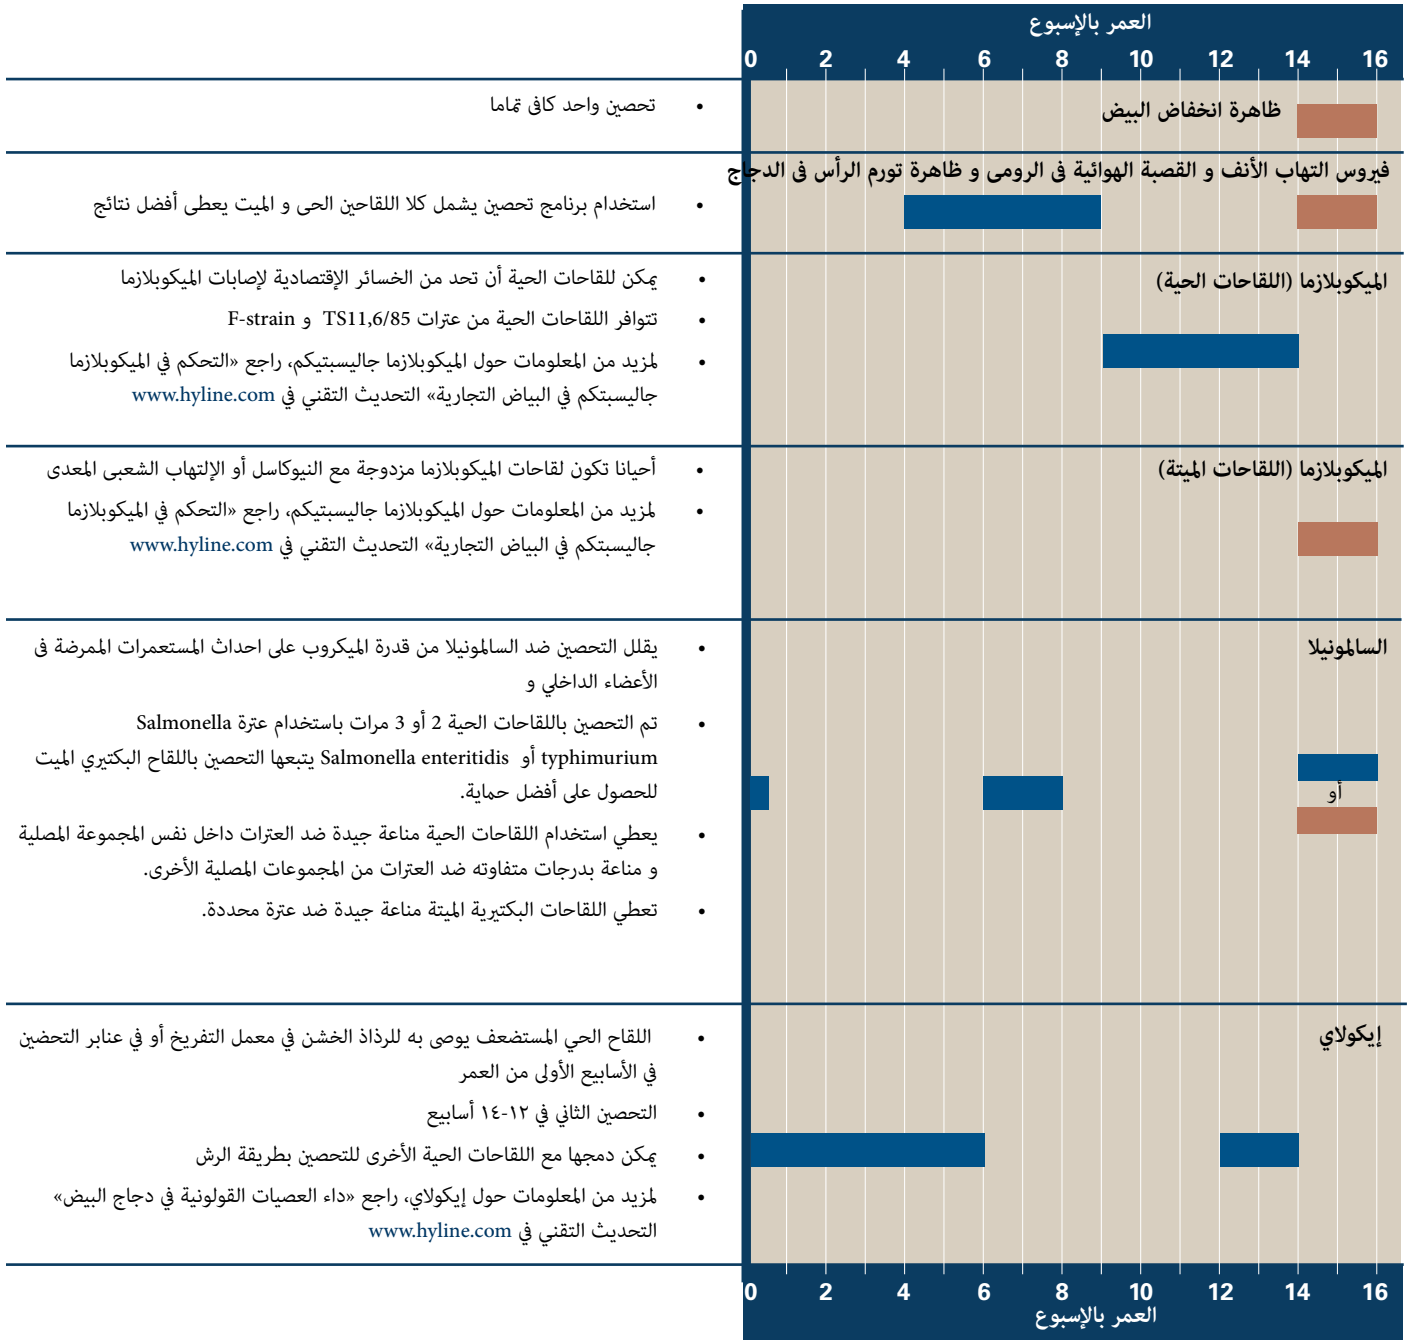 العمر بالإسبوع
0 2 4 6 8 10 12 14 16
ظاهرة انخفاض البيض
• تحصين واحد كافى تماما
فيروس التهاب الأنف و القصبة الهوائية فى الرومى و ظاهرة تورم الرأس فى الدجاج
• استخدام برنامج تحصين يشمل كلا اللقاحين الحى و الميت يعطى أفضل نتائج
الميكوبلازما (اللقاحات الحية)
• يمكن للقاحات الحية أن تحد من الخسائر الإقتصادية لإصابات الميكوبلازما
• تتوافر اللقاحات الحية من عترات TS11,6/85 و F-strain
• لمزيد من المعلومات حول الميكوبلازما جاليسبتيكم، راجع «التحكم في الميكوبلازما
جاليسبتكم في البياض التجارية» التحديث التقني في www.hyline.com
الميكوبلازما (اللقاحات الميتة)
• أحيانا تكون لقاحات الميكوبلازما مزدوجة مع النيوكاسل أو الإلتهاب الشعبى المعدى
• لمزيد من المعلومات حول الميكوبلازما جاليسبتيكم، راجع «التحكم في الميكوبلازما
جاليسبتكم في البياض التجارية» التحديث التقني في www.hyline.com
السالمونيلا
• يقلل التحصين ضد السالمونيلا من قدرة الميكروب على احداث المستعمرات الممرضة فى
الأعضاء الداخلي و
• تم التحصين باللقاحات الحية 2 أو 3 مرات باستخدام عترة Salmonella
typhimurium أو Salmonella enteritidis يتبعها التحصين باللقاح البكتيري الميت
للحصول على أفضل حماية.
• يعطي استخدام اللقاحات الحية مناعة جيدة ضد العترات داخل نفس المجموعة المصلية
و مناعة بدرجات متفاوته ضد العترات من المجموعات المصلية الأخرى.
• تعطي اللقاحات البكتيرية الميتة مناعة جيدة ضد عترة محددة.
أو
إيكولاي
• اللقاح الحي المستضعف يوصى به للرذاذ الخشن في معمل التفريخ أو في عنابر التحضين
في الأسابيع الأولى من العمر
• التحصين الثاني في ١٢-١٤ أسابيع
• يمكن دمجها مع اللقاحات الحية الأخرى للتحصين بطريقة الرش
• لمزيد من المعلومات حول إيكولاي، راجع «داء العصيات القولونية في دجاج البيض»
التحديث التقني في www.hyline.com
0 2 4 6 8 10 12 14 16
العمر بالإسبوع